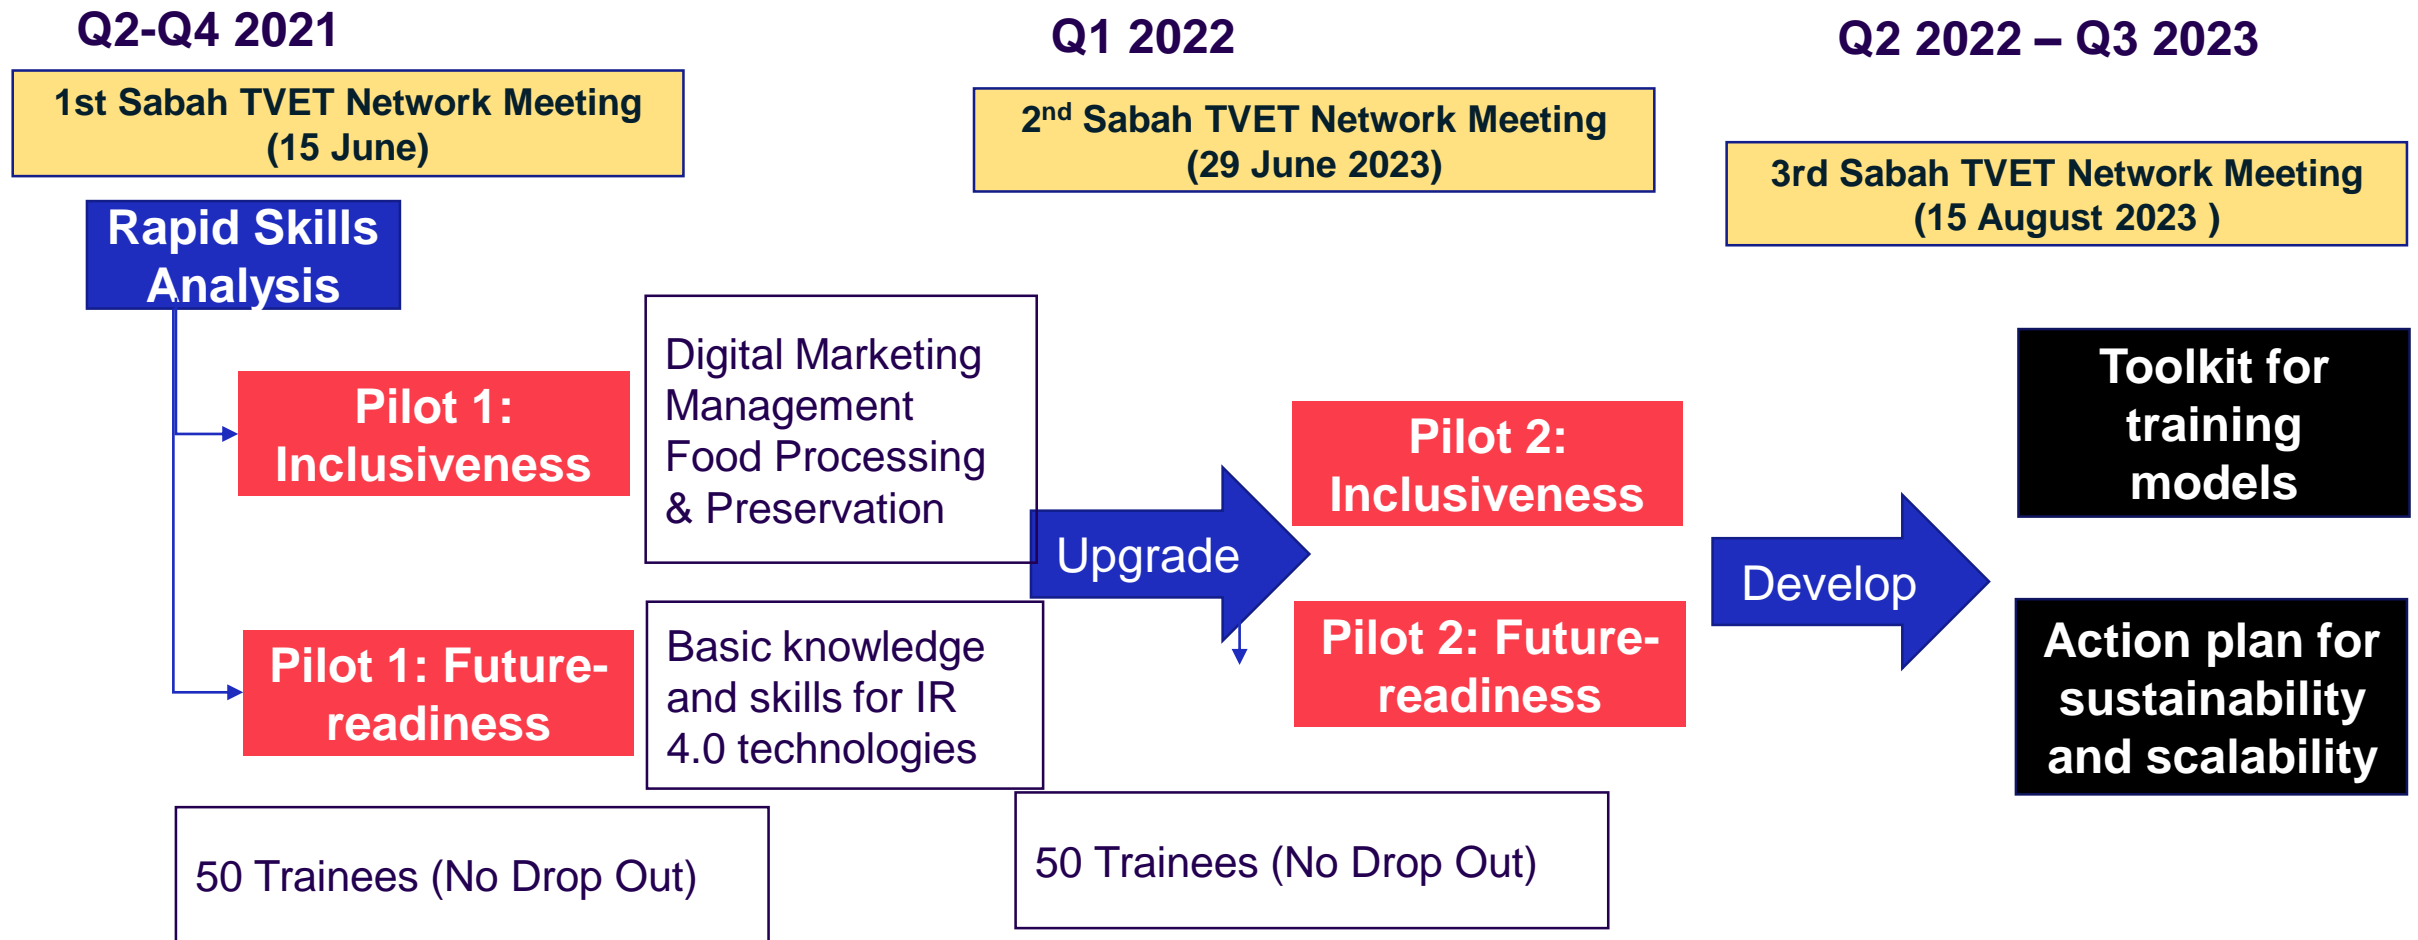 Q2-Q4 2021
1st Sabah TVET Network Meeting
(15 June)
Rapid Skills
Analysis
Pilot 1:
Inclusiveness
Digital Marketing
Management
Food Processing
& Preservation
Pilot 1: Future-
readiness
Basic knowledge
and skills for IR
4.0 technologies
50 Trainees (No Drop Out)
Q1 2022
2nd Sabah TVET Network Meeting
(29 June 2023)
Upgrade
Pilot 2:
Inclusiveness
Pilot 2: Future-
readiness
50 Trainees (No Drop Out)
Q2 2022 – Q3 2023
3rd Sabah TVET Network Meeting
(15 August 2023 )
Develop
Toolkit for
training
models
Action plan for
sustainability
and scalability